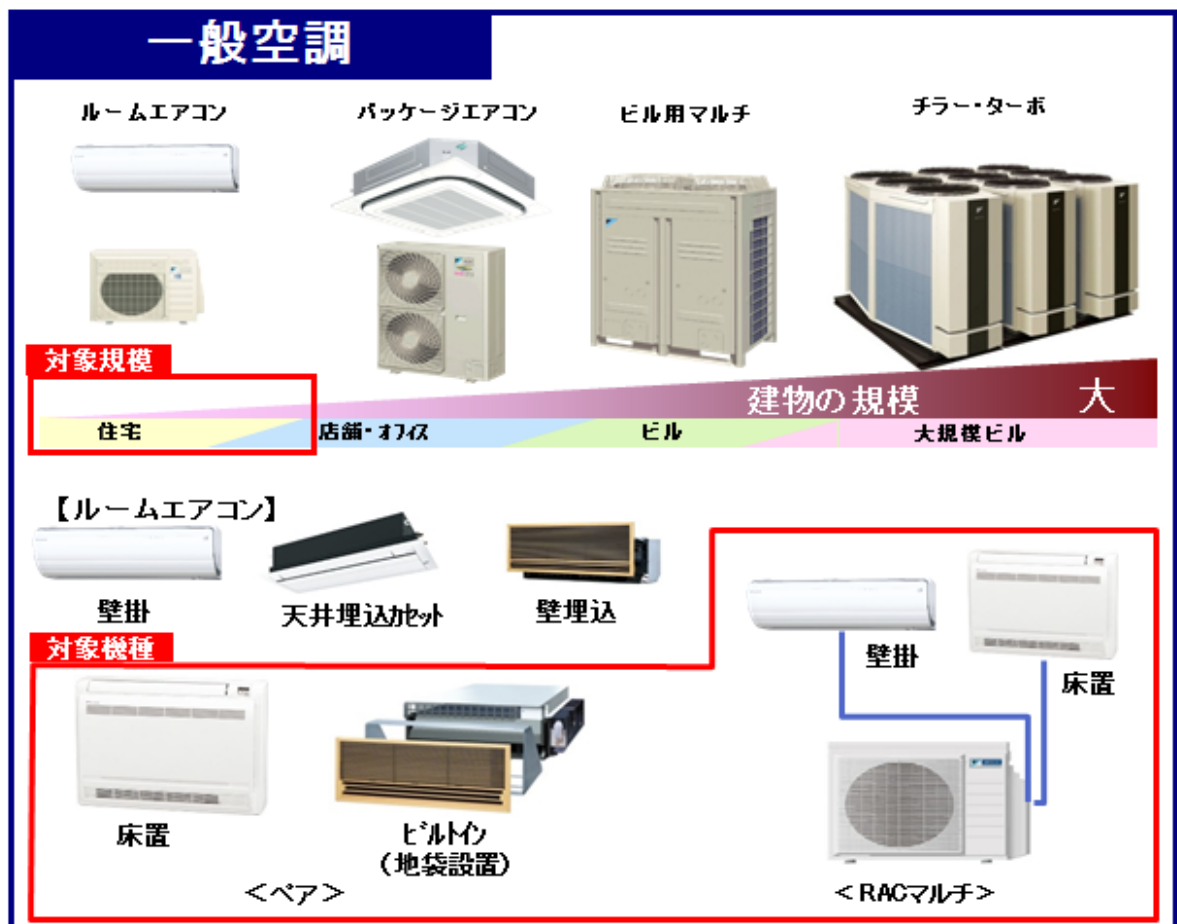 一般空調
ルームエアコン
パッケージエアコン
ビル用マルチ
チラー・ターボ
対象規模
建物の規模
大
住宅
店舗・オフィス
ビル
大規模ビル
【ルームエアコン】
壁掛
天井埋込カセット
壁埋込
対象機種
壁掛
床置
床置
ビルトイン
(地袋設置)
<ペア>
<RACマルチ>